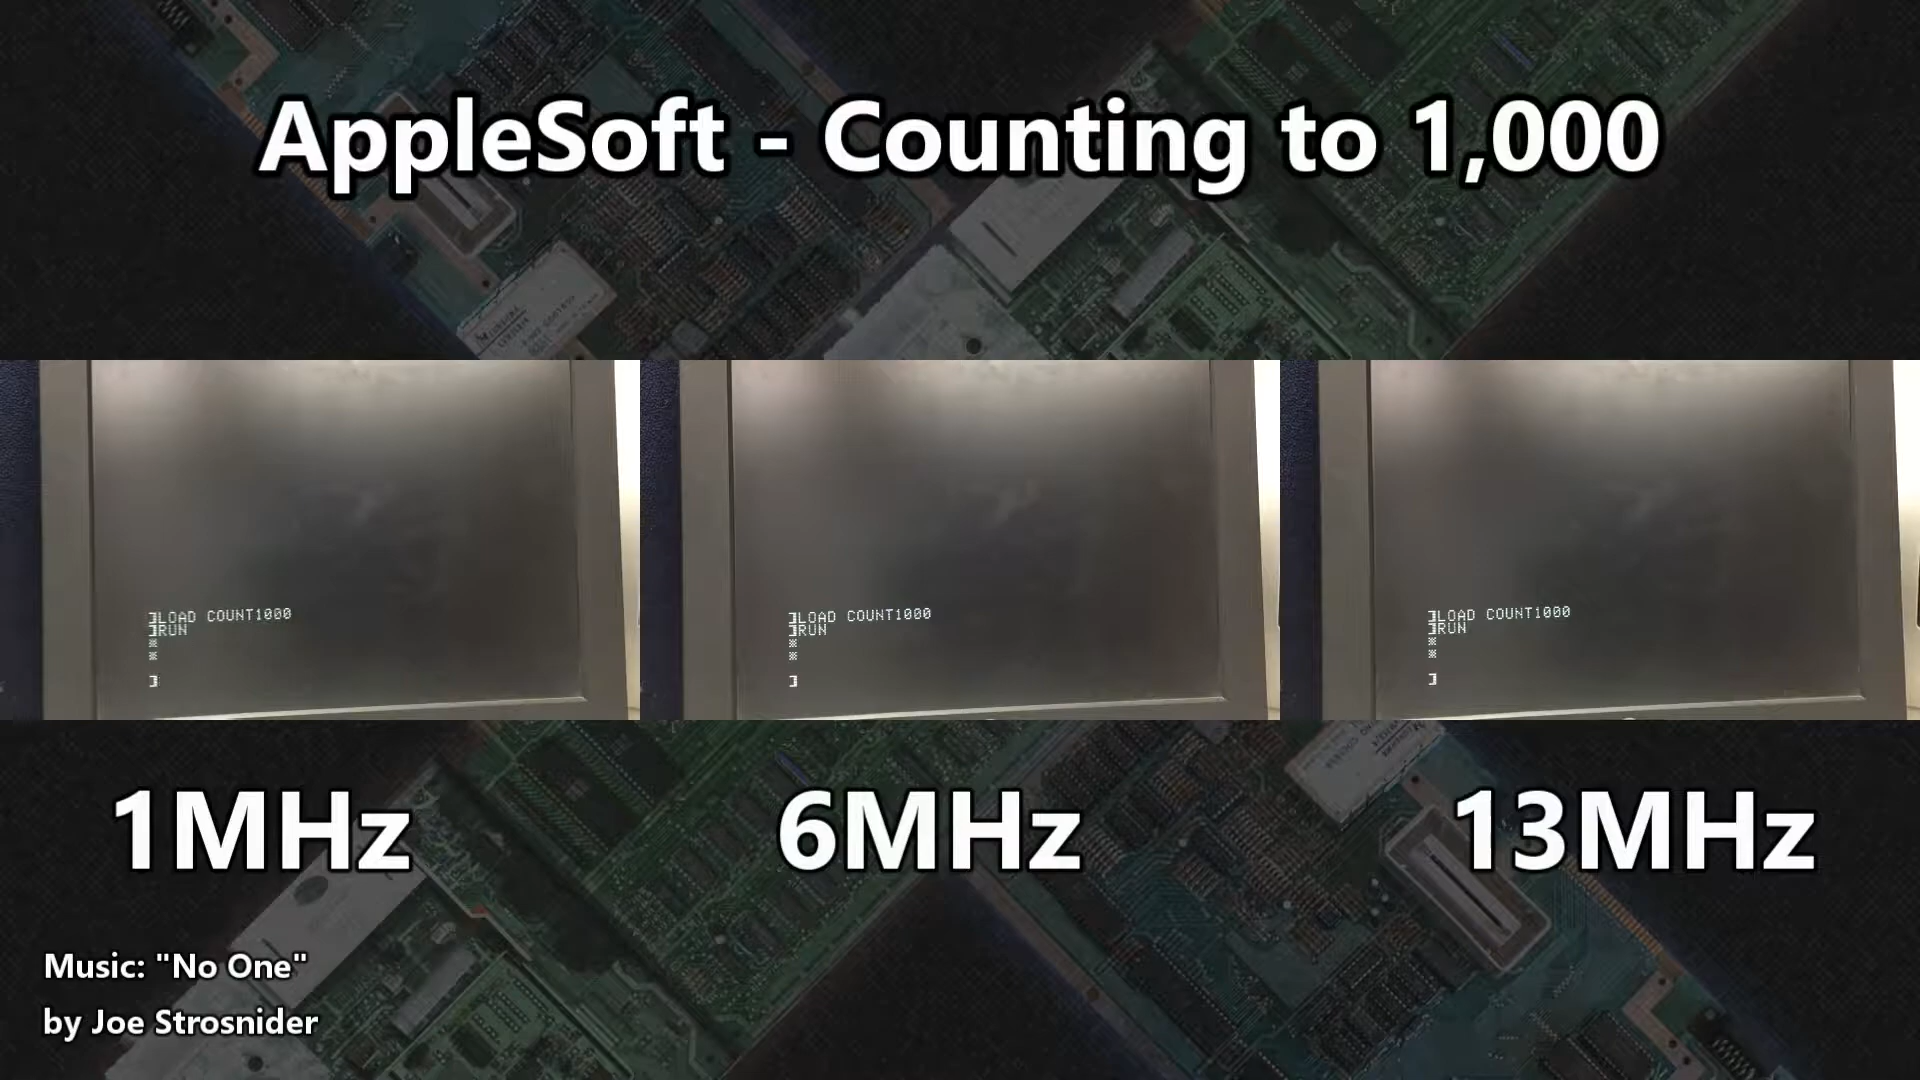 AppleSoft - Counting to 1,000
]LOAD COUNT1000
]RUN
*
*
]
]LOAD COUNT1000
]RUN
*
*
]
]LOAD COUNT1000
]RUN
*
*
]
1MHz
6MHz
13MHz
Music: "No One"
by Joe Strosnider